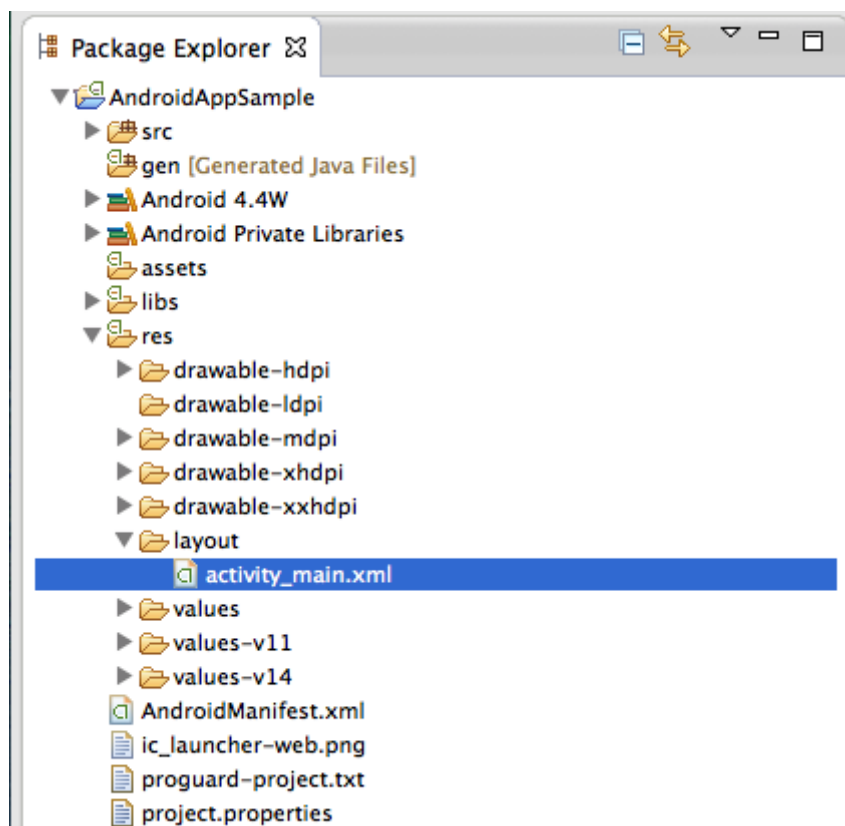 Package Explorer
AndroidAppSample
src
gen [Generated Java Files]
Android 4.4W
Android Private Libraries
assets
libs
res
drawable-hdpi
drawable-ldpi
drawable-mdpi
drawable-xhdpi
drawable-xxhdpi
layout
activity_main.xml
values
values-v11
values-v14
AndroidManifest.xml
ic_launcher-web.png
proguard-project.txt
project.properties